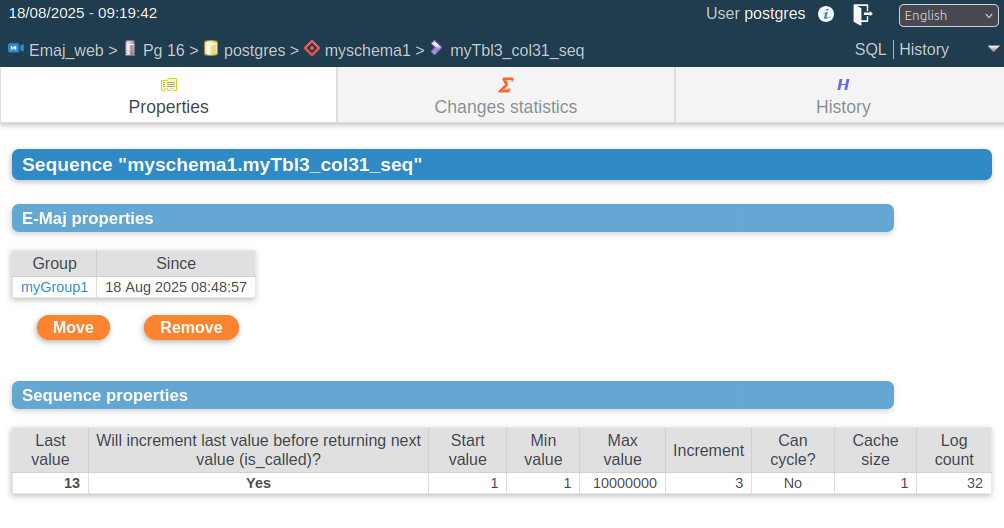 18/08/2025 - 09:19:42 User postgres English
Emaj_web > Pg 16 > postgres > myschema1 > myTbl3_col31_seq SQL History
Properties Changes statistics History
Sequence "myschema1.myTbl3_col31_seq"
E-Maj properties
Group Since
myGroup1 18 Aug 2025 08:48:57
Move Remove
Sequence properties
Last Will increment last value before returning next Start Min Max Increment Can Cache Log
value value (is_called)? value value value cycle? size count
13 Yes 1 1 10000000 3 No 1 32